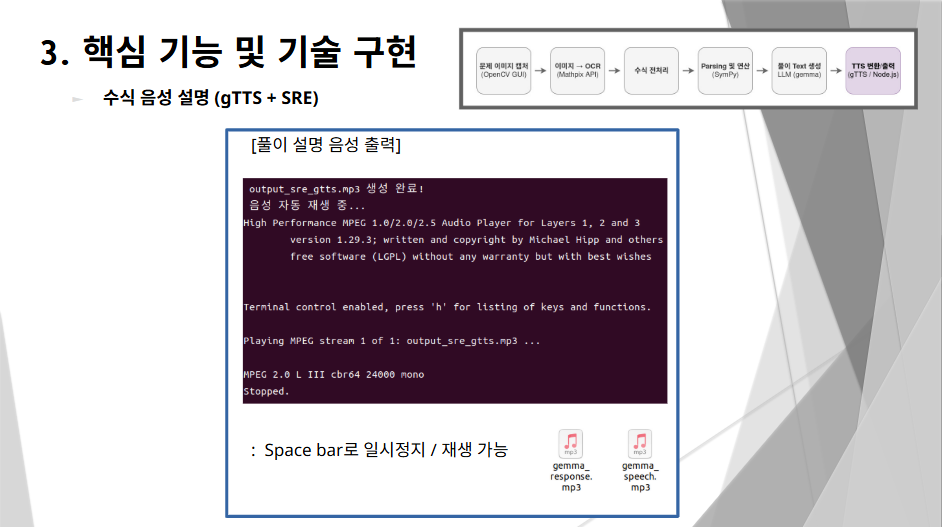 3. 핵심 기능 및 기술 구현
문제 이미지 캡처
(OpenCV GUI)
이미지 → OCR
(Mathpix API)
수식 전처리
Parsing 및 연산
(SymPy)
풀이 Text 생성
LLM (gemma)
TTS 변환/출력
(gTTS / Node.js)
수식 음성 설명 (gTTS + SRE)
[풀이 설명 음성 출력]
output_sre_gtts.mp3 생성 완료!
음성 자동 재생 중...
High Performance MPEG 1.0/2.0/2.5 Audio Player for Layers 1, 2 and 3
version 1.29.3; written and copyright by Michael Hipp and others
free software (LGPL) without any warranty but with best wishes
Terminal control enabled, press 'h' for listing of keys and functions.
Playing MPEG stream 1 of 1: output_sre_gtts.mp3 ...
MPEG 2.0 L III cbr64 24000 mono
Stopped.
: Space bar로 일시정지 / 재생 가능
mp3
gemma_
response.
mp3
mp3
gemma_
speech.
mp3